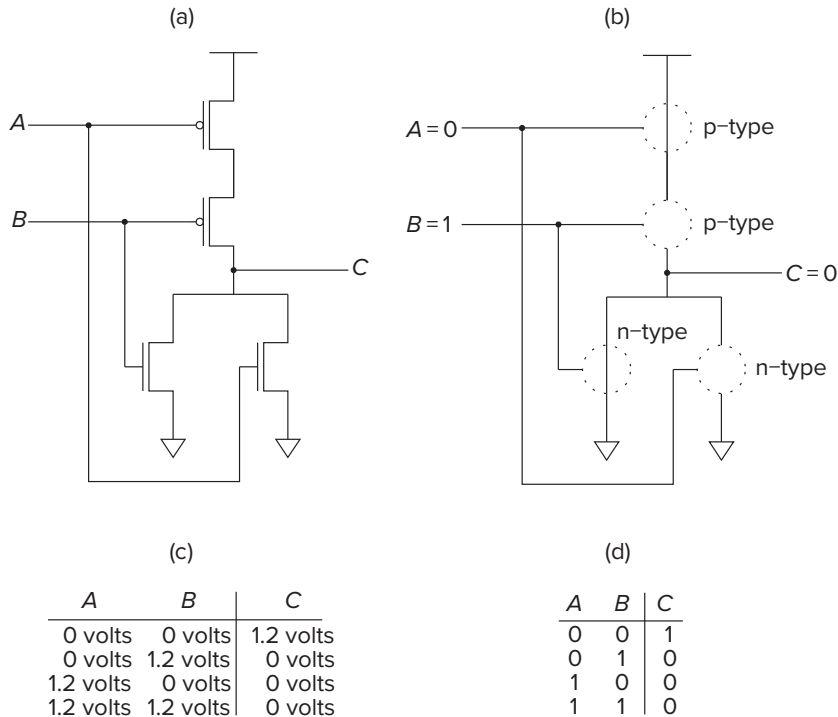 (a)
A
B
C
(b)
A = 0
p–type
B = 1
p–type
C = 0
n–type
n–type
(c)
A B C
0 volts 0 volts 1.2 volts
0 volts 1.2 volts 0 volts
1.2 volts 0 volts 0 volts
1.2 volts 1.2 volts 0 volts
(d)
A B C
0 0 1
0 1 0
1 0 0
1 1 0